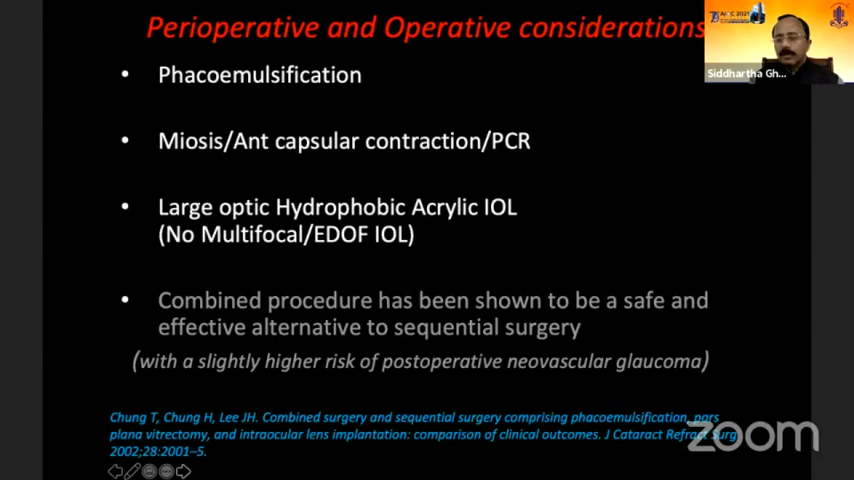 Perioperative and Operative considerations
AIOC 2021
Siddhartha Gh...
• Phacoemulsification
• Miosis/Ant capsular contraction/PCR
• Large optic Hydrophobic Acrylic IOL
(No Multifocal/EDOF IOL)
• Combined procedure has been shown to be a safe and
effective alternative to sequential surgery
(with a slightly higher risk of postoperative neovascular glaucoma)
Chung T, Chung H, Lee JH. Combined surgery and sequential surgery comprising phacoemulsification, pars
plana vitrectomy, and intraocular lens implantation: comparison of clinical outcomes. J Cataract Refract Surg
2002;28:2001–5.
zoom